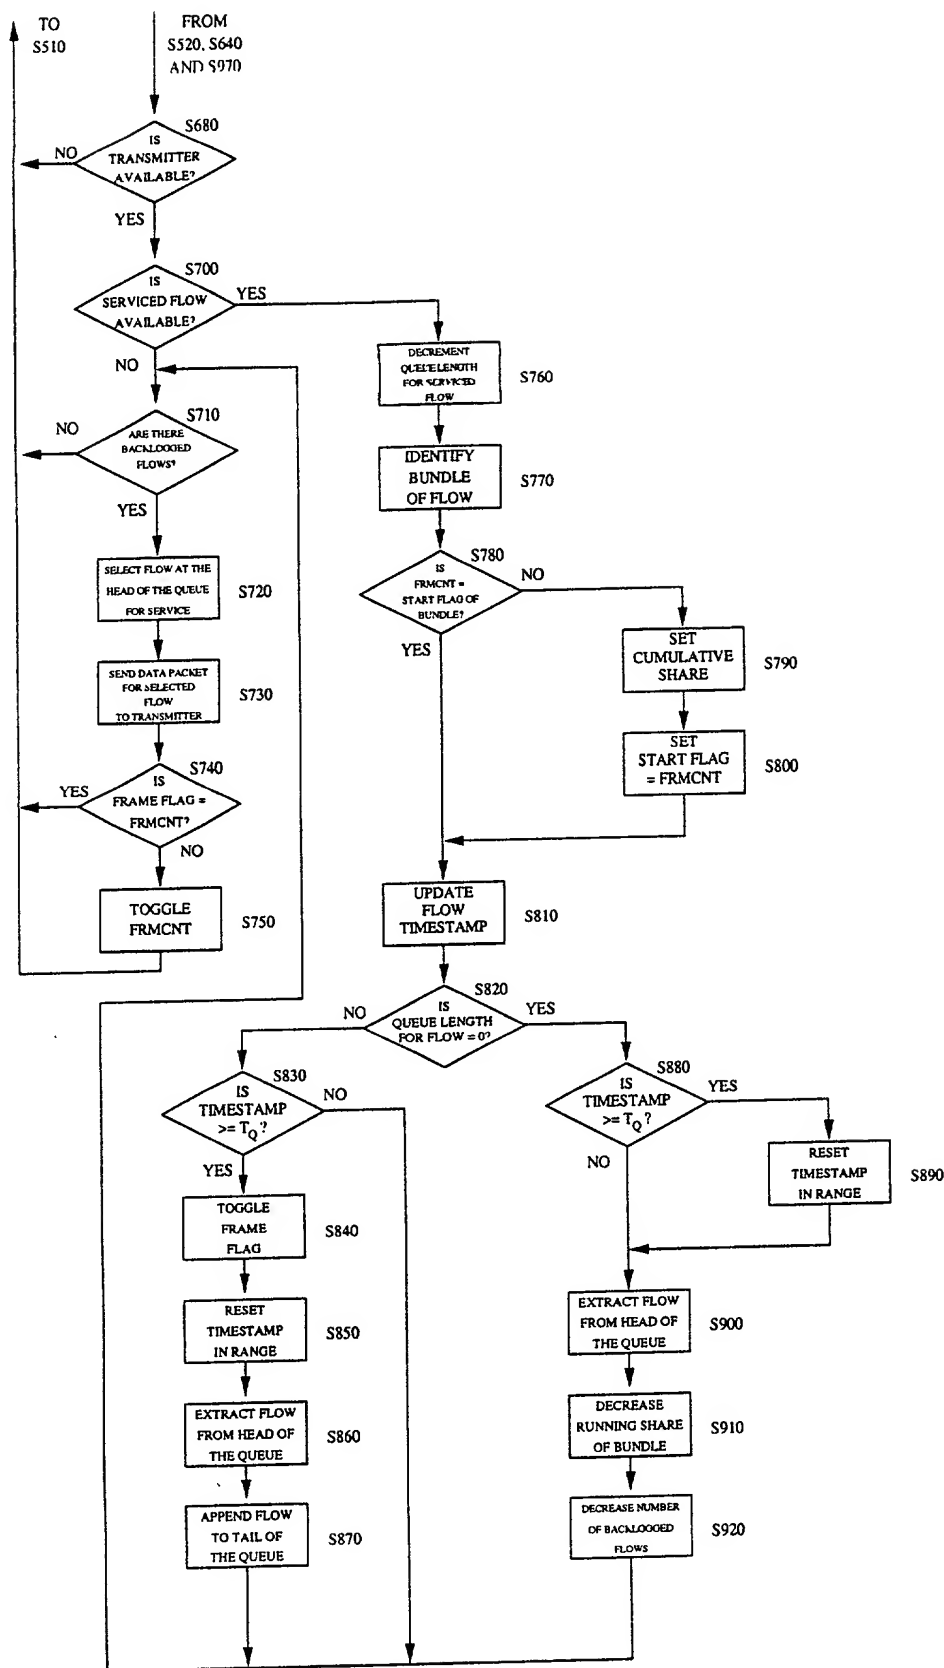 TO
S510
FROM
S520, S640
AND S970
S680
IS
TRANSMITTER
AVAILABLE?
NO
YES
S700
IS
SERVICED FLOW
AVAILABLE?
YES
NO
DECREMENT
QUEUE LENGTH
FOR SERVICED
FLOW
S760
S710
ARE THERE
BACKLOGGED
FLOWS?
NO
YES
IDENTIFY
BUNDLE
OF FLOW
S770
S780
IS
FRMCNT =
START FLAG OF
BUNDLE?
NO
YES
SELECT FLOW AT THE
HEAD OF THE QUEUE
FOR SERVICE
S720
SET
CUMULATIVE
SHARE
S790
SEND DATA PACKET
FOR SELECTED
FLOW
TO TRANSMITTER
S730
SET
START FLAG
= FRMCNT
S800
S740
IS
FRAME FLAG =
FRMCNT?
YES
NO
TOGGLE
FRMCNT
S750
UPDATE
FLOW
TIMESTAMP
S810
S820
IS
QUEUE LENGTH
FOR FLOW = 0?
NO
YES
S830
IS
TIMESTAMP
>= TQ ?
NO
YES
S880
IS
TIMESTAMP
>= TQ ?
YES
NO
RESET
TIMESTAMP
IN RANGE
S890
TOGGLE
FRAME
FLAG
S840
RESET
TIMESTAMP
IN RANGE
S850
EXTRACT FLOW
FROM HEAD OF
THE QUEUE
S900
EXTRACT FLOW
FROM HEAD OF
THE QUEUE
S860
DECREASE
RUNNING SHARE
OF BUNDLE
S910
APPEND FLOW
TO TAIL OF
THE QUEUE
S870
DECREASE NUMBER
OF BACKLOGGED
FLOWS
S920